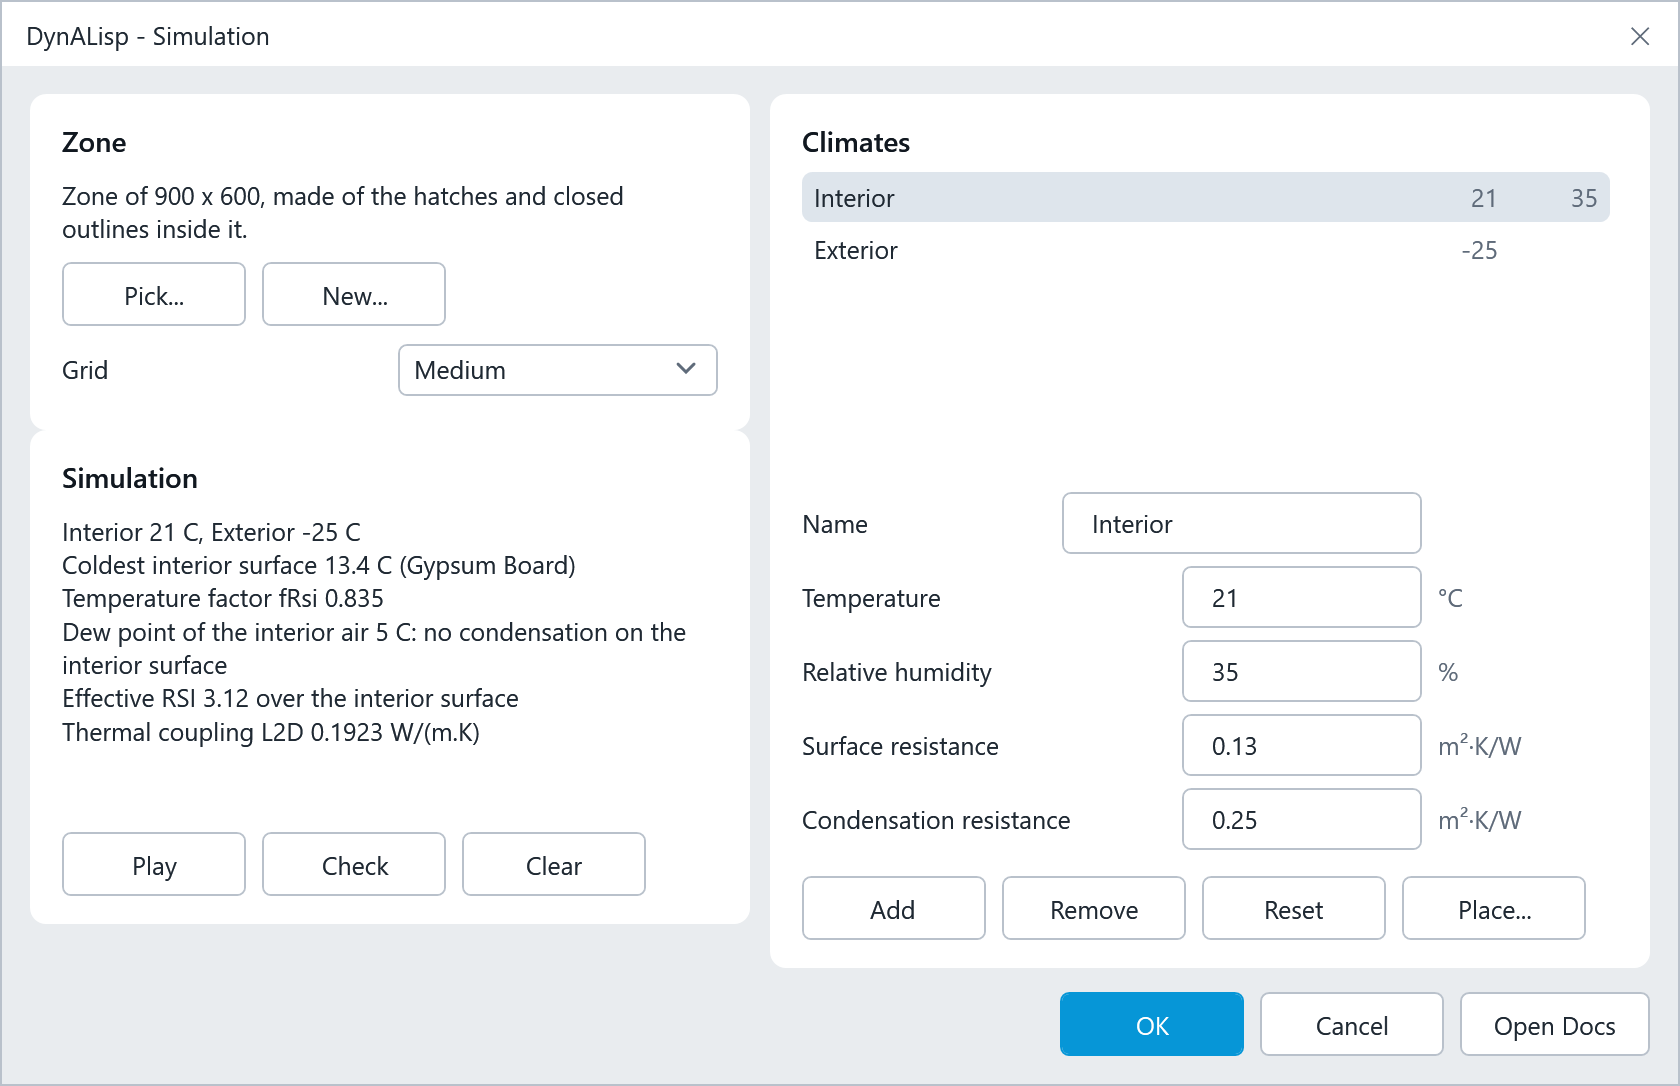 DynALisp - Simulation
Zone
Zone of 900 x 600, made of the hatches and closed
outlines inside it.
Pick...
New...
Grid
Medium
Simulation
Interior 21 C, Exterior -25 C
Coldest interior surface 13.4 C (Gypsum Board)
Temperature factor fRsi 0.835
Dew point of the interior air 5 C: no condensation on the
interior surface
Effective RSI 3.12 over the interior surface
Thermal coupling L2D 0.1923 W/(m.K)
Play
Check
Clear
Climates
Interior 21 35
Exterior -25
Name Interior
Temperature 21 °C
Relative humidity 35 %
Surface resistance 0.13 m²·K/W
Condensation resistance 0.25 m²·K/W
Add
Remove
Reset
Place...
OK
Cancel
Open Docs